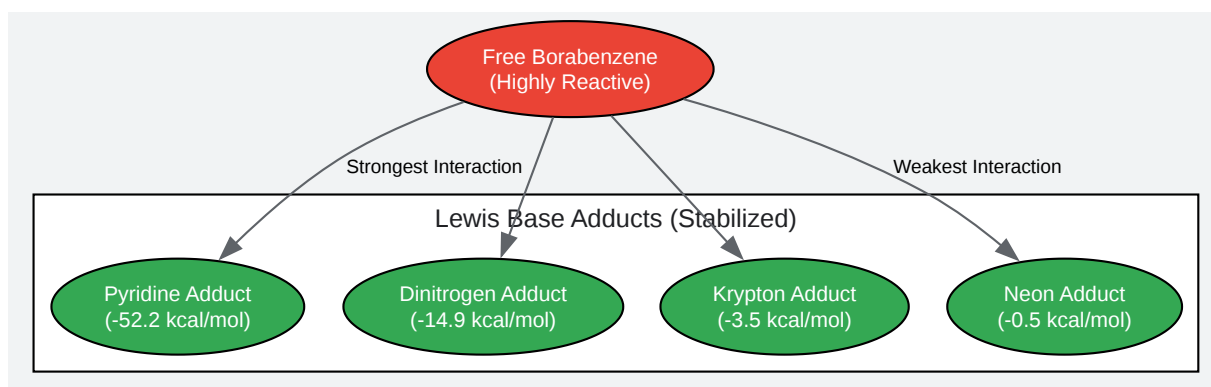 Free Borabenzene
(Highly Reactive)
Strongest Interaction
Weakest Interaction
Lewis Base Adducts (Stabilized)
Pyridine Adduct
(-52.2 kcal/mol)
Dinitrogen Adduct
(-14.9 kcal/mol)
Krypton Adduct
(-3.5 kcal/mol)
Neon Adduct
(-0.5 kcal/mol)